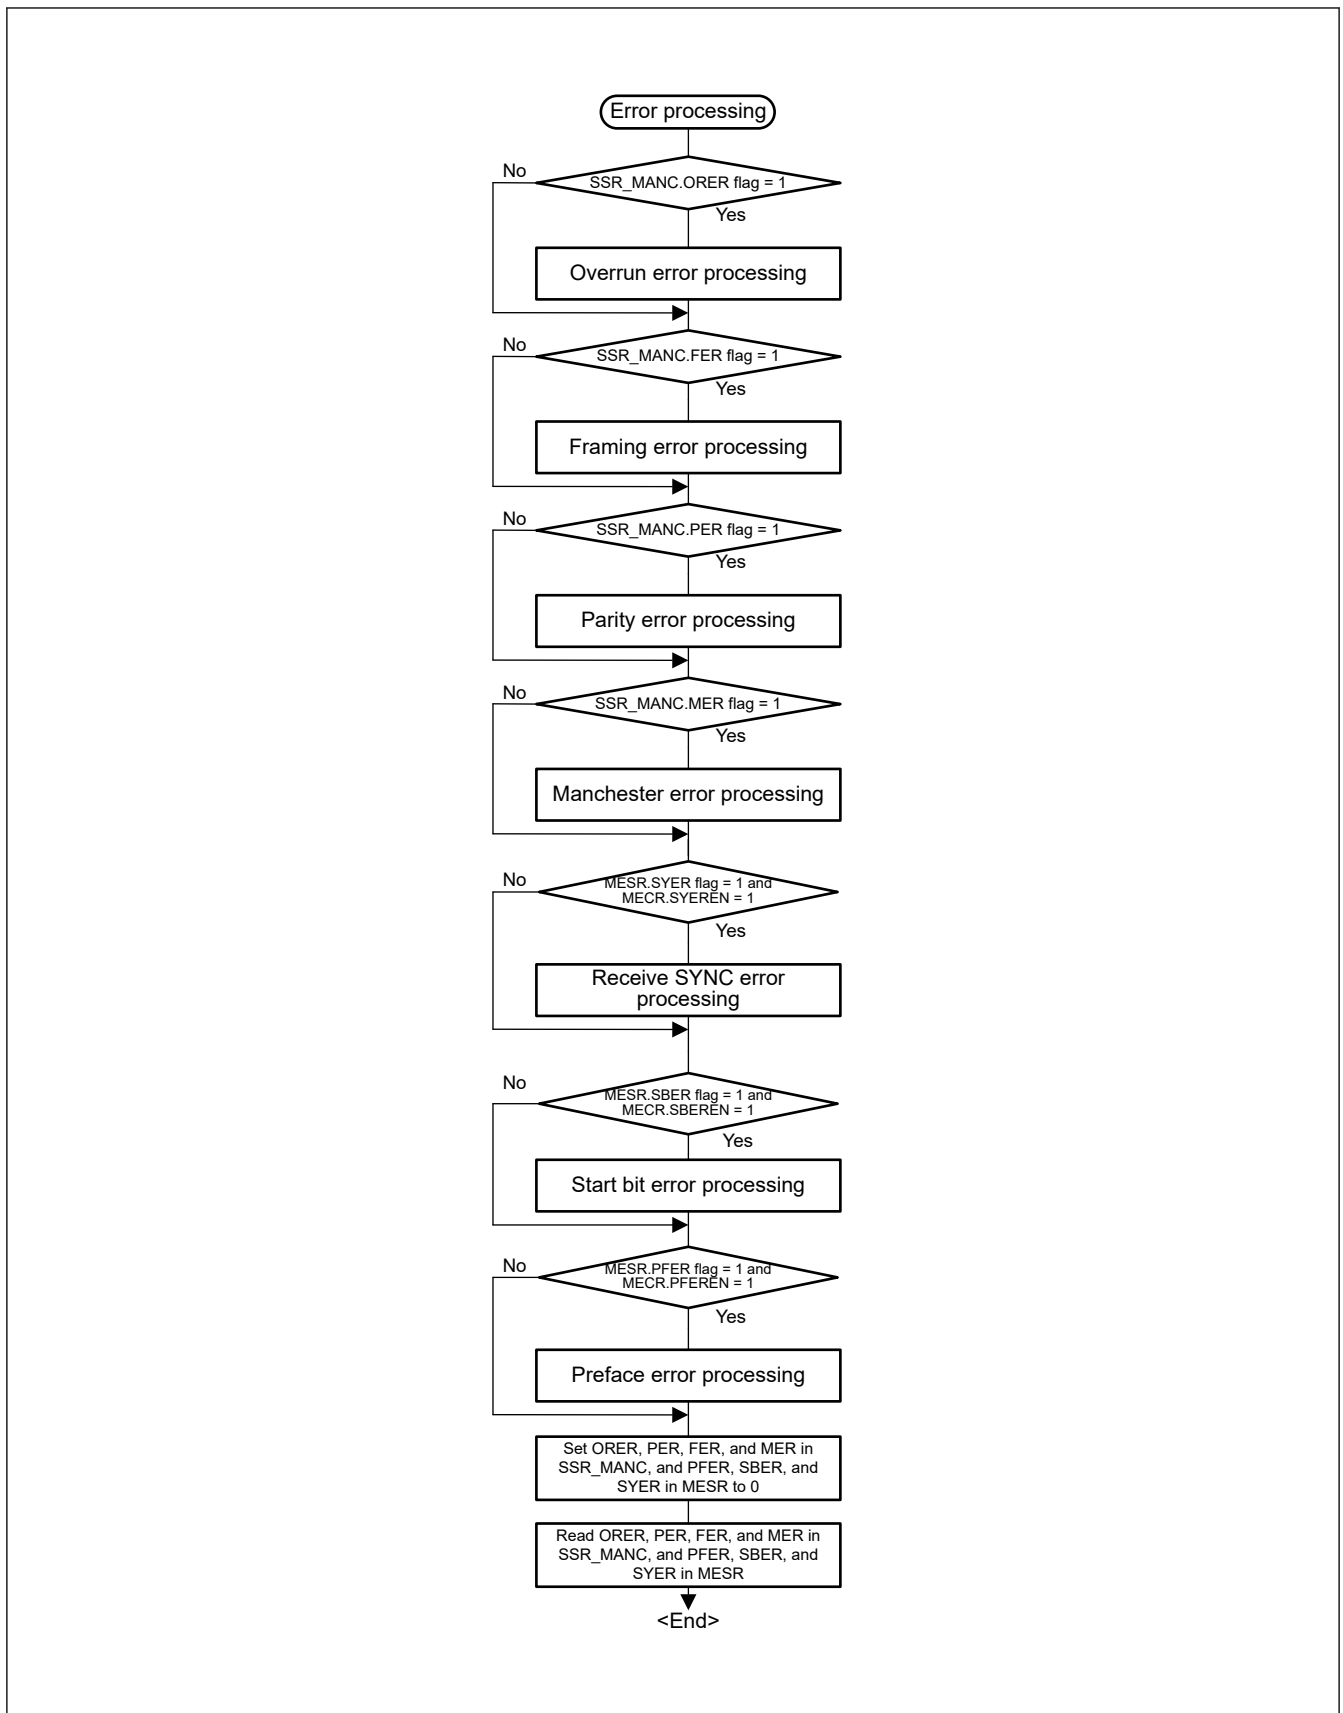 Error processing
No
SSR_MANC.ORER flag = 1
Yes
Overrun error processing
No
SSR_MANC.FER flag = 1
Yes
Framing error processing
No
SSR_MANC.PER flag = 1
Yes
Parity error processing
No
SSR_MANC.MER flag = 1
Yes
Manchester error processing
No
MESR.SYER flag = 1 and
MECR.SYEREN = 1
Yes
Receive SYNC error
processing
No
MESR.SBER flag = 1 and
MECR.SBEREN = 1
Yes
Start bit error processing
No
MESR.PFER flag = 1 and
MECR.PFEREN = 1
Yes
Preface error processing
Set ORER, PER, FER, and MER in
SSR_MANC, and PFER, SBER, and
SYER in MESR to 0
Read ORER, PER, FER, and MER in
SSR_MANC, and PFER, SBER, and
SYER in MESR
<End>